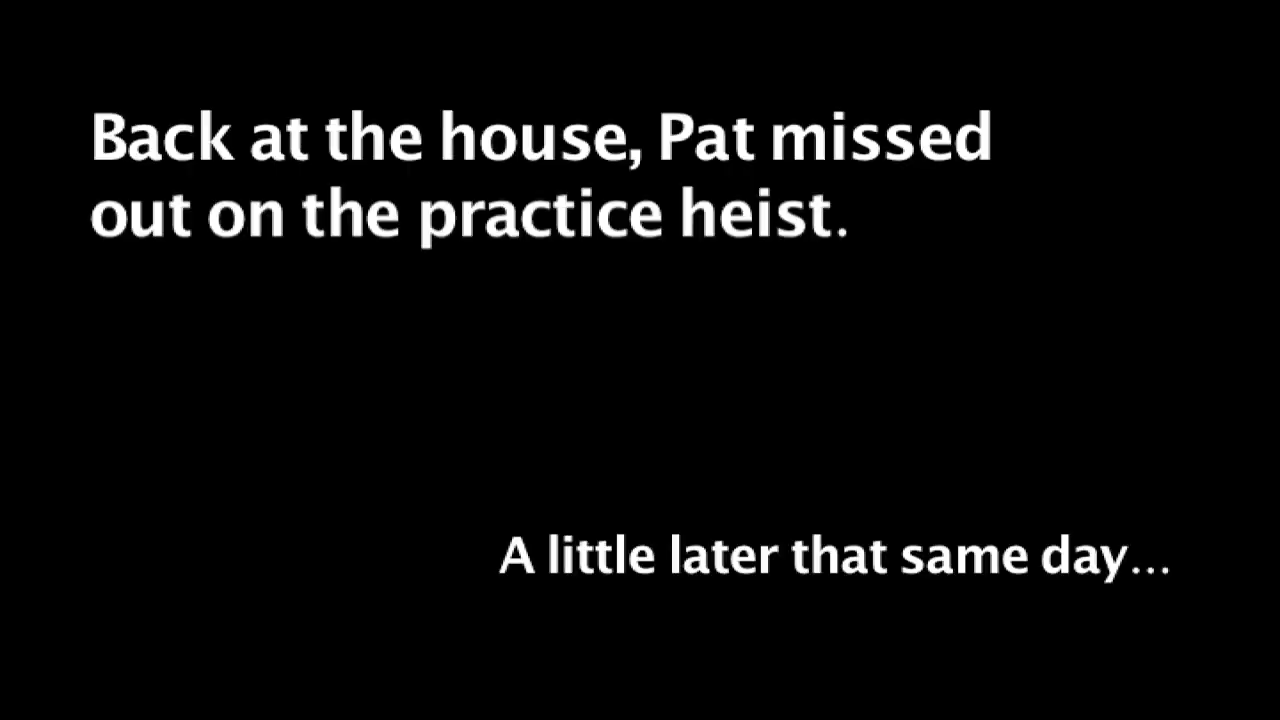 Back at the house, Pat missed
out on the practice heist.
A little later that same day...